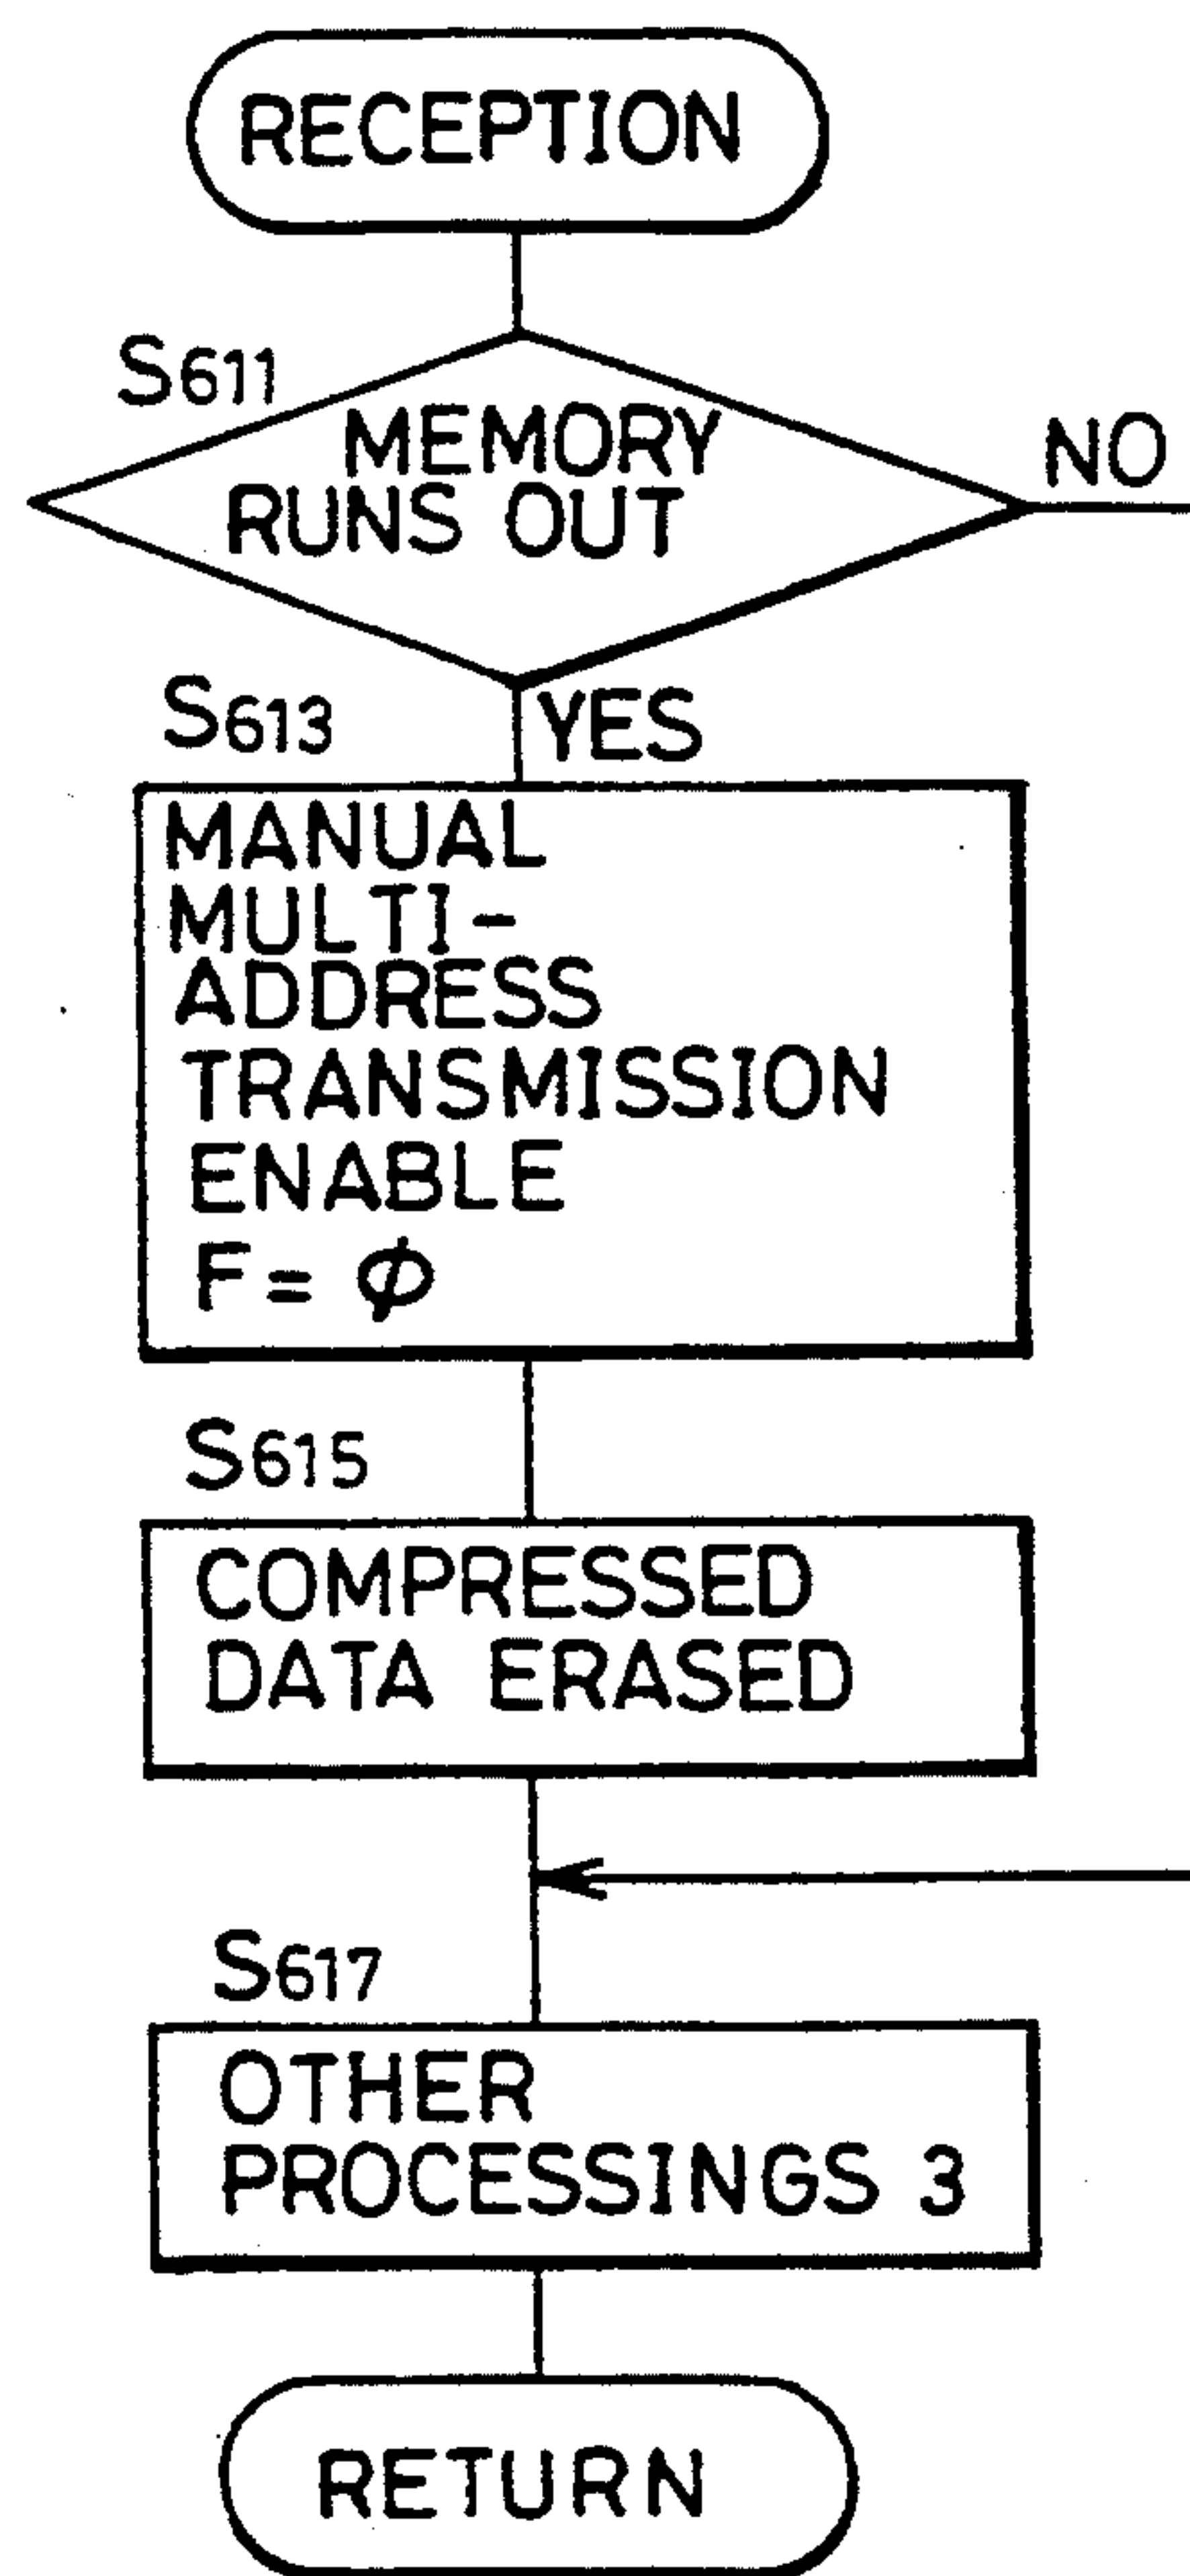 RECEPTION
S611
MEMORY
RUNS OUT
NO
S613
YES
MANUAL
MULTI-
ADDRESS
TRANSMISSION
ENABLE
F= ϕ
S615
COMPRESSED
DATA ERASED
S617
OTHER
PROCESSINGS 3
RETURN